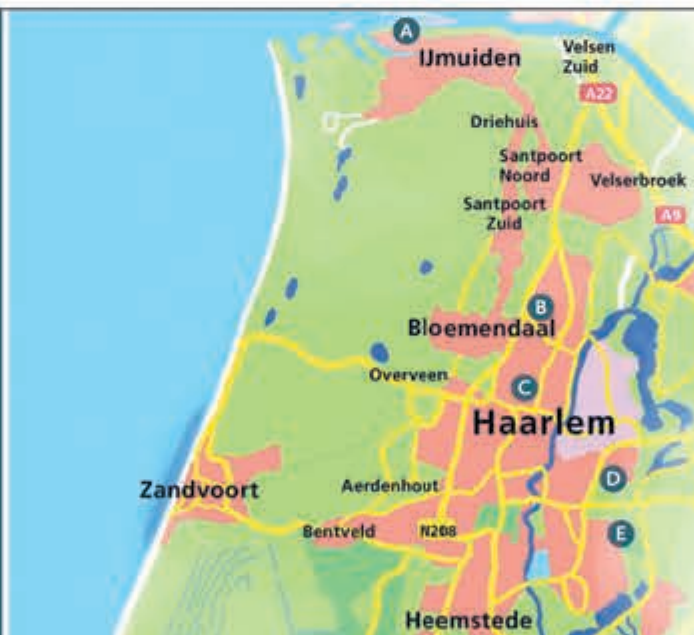 A
IJmuiden
Velsen
Zuid
A22
Driehuis
Santpoort
Noord
Velserbroek
Santpoort
Zuid
A9
B
Bloemendaal
Overveen
C
Haarlem
Zandvoort
Aerdenhout
D
Bentveld
N208
E
Heemstede